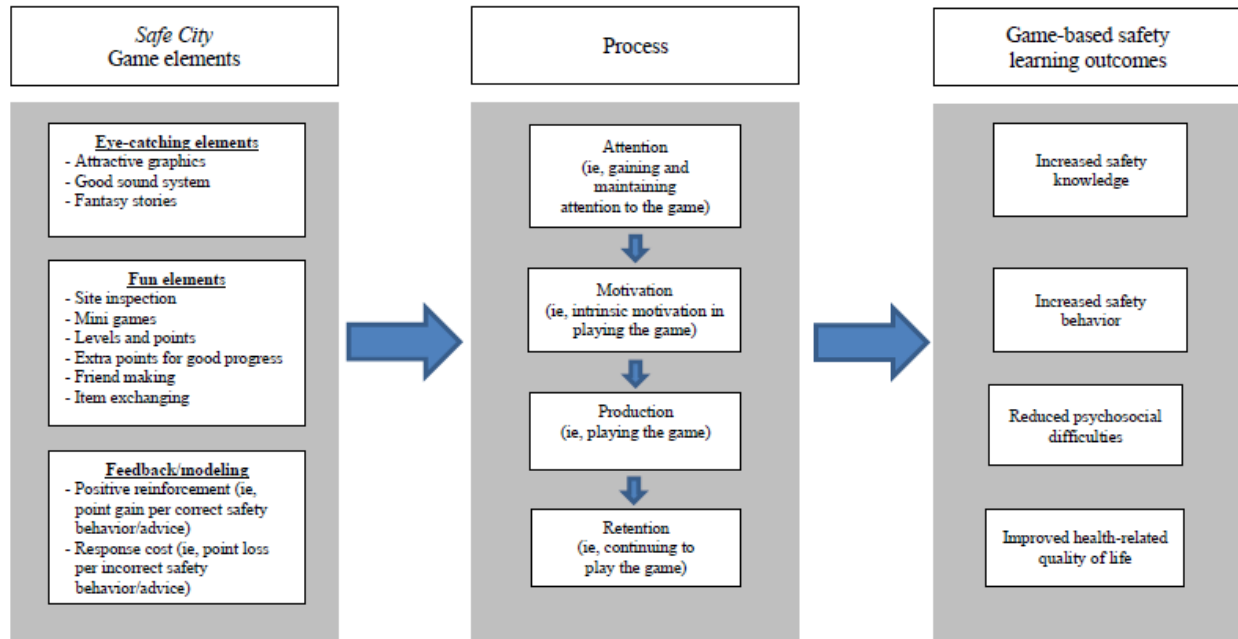 Safe City
Game elements
Eye-catching elements
- Attractive graphics
- Good sound system
- Fantasy stories
Fun elements
- Site inspection
- Mini games
- Levels and points
- Extra points for good progress
- Friend making
- Item exchanging
Feedback/modeling
- Positive reinforcement (ie,
point gain per correct safety
behavior/advice)
- Response cost (ie, point loss
per incorrect safety
behavior/advice)
Process
Attention
(ie, gaining and
maintaining
attention to the game)
Motivation
(ie, intrinsic motivation in
playing the game)
Production
(ie, playing the game)
Retention
(ie, continuing to
play the game)
Game-based safety
learning outcomes
Increased safety
knowledge
Increased safety
behavior
Reduced psychosocial
difficulties
Improved health-related
quality of life